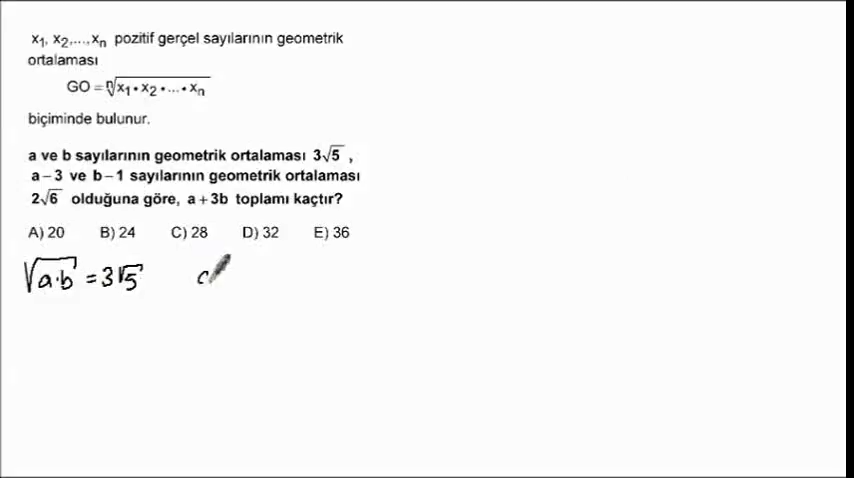 x₁, x₂,...,xₙ pozitif gerçel sayılarının geometrik
ortalaması
GO = ⁿ√(x₁ • x₂ • ... • xₙ)
biçiminde bulunur.
a ve b sayılarının geometrik ortalaması 3√5 ,
a – 3 ve b – 1 sayılarının geometrik ortalaması
2√6 olduğuna göre, a + 3b toplamı kaçtır?
A) 20 B) 24 C) 28 D) 32 E) 36
√(a·b) = 3√5